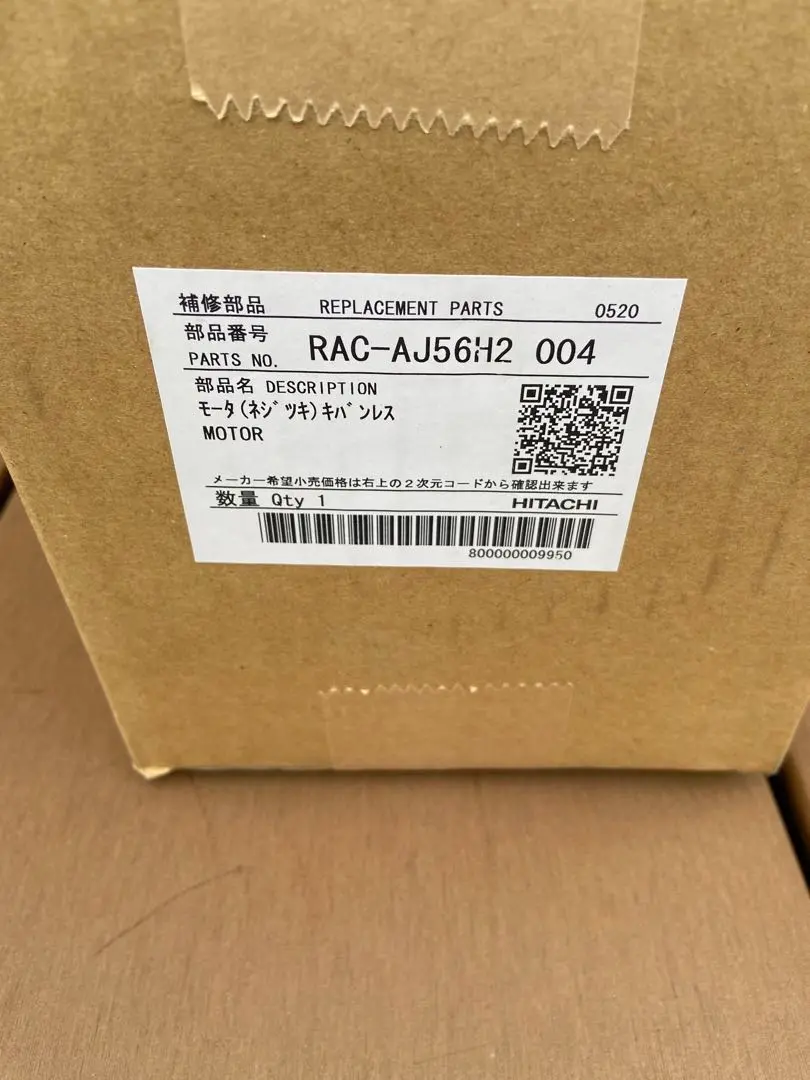 補修部品 REPLACEMENT PARTS 0520
部品番号
PARTS NO. RAC-AJ56H2 004
部品名 DESCRIPTION
モータ(ネジツキ)キバンレス
MOTOR
メーカー希望小売価格は右上の2次元コードから確認出来ます
数量 Qty 1 HITACHI
800000009950